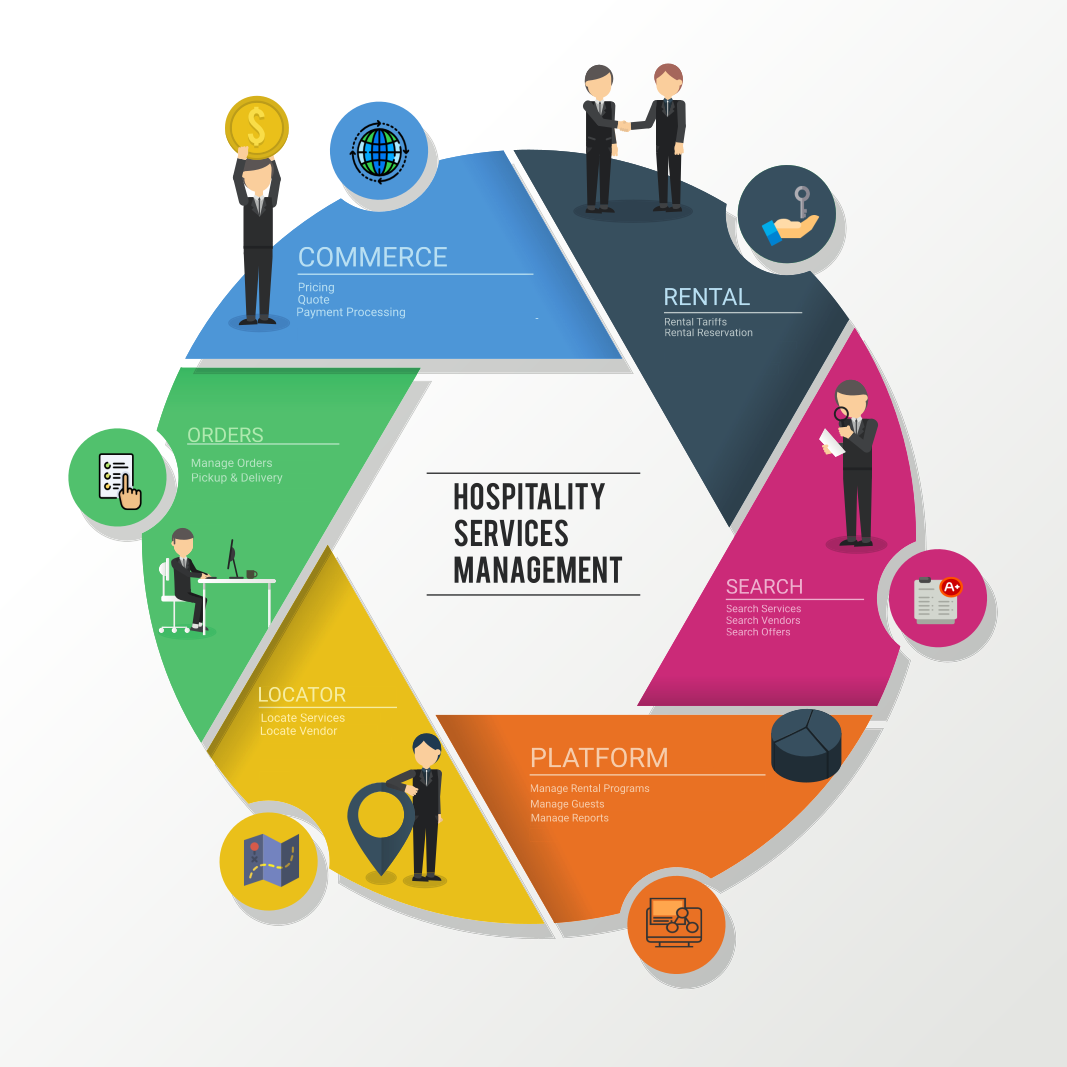 COMMERCE
Pricing
Quote
Payment Processing
RENTAL
Rental Tariffs
Rental Reservation
ORDERS
Manage Orders
Pickup & Delivery
HOSPITALITY
SERVICES
MANAGEMENT
SEARCH
Search Services
Search Vendors
Search Offers
A+
LOCATOR
Locate Services
Locate Vendor
PLATFORM
Manage Rental Programs
Manage Guests
Manage Reports
$